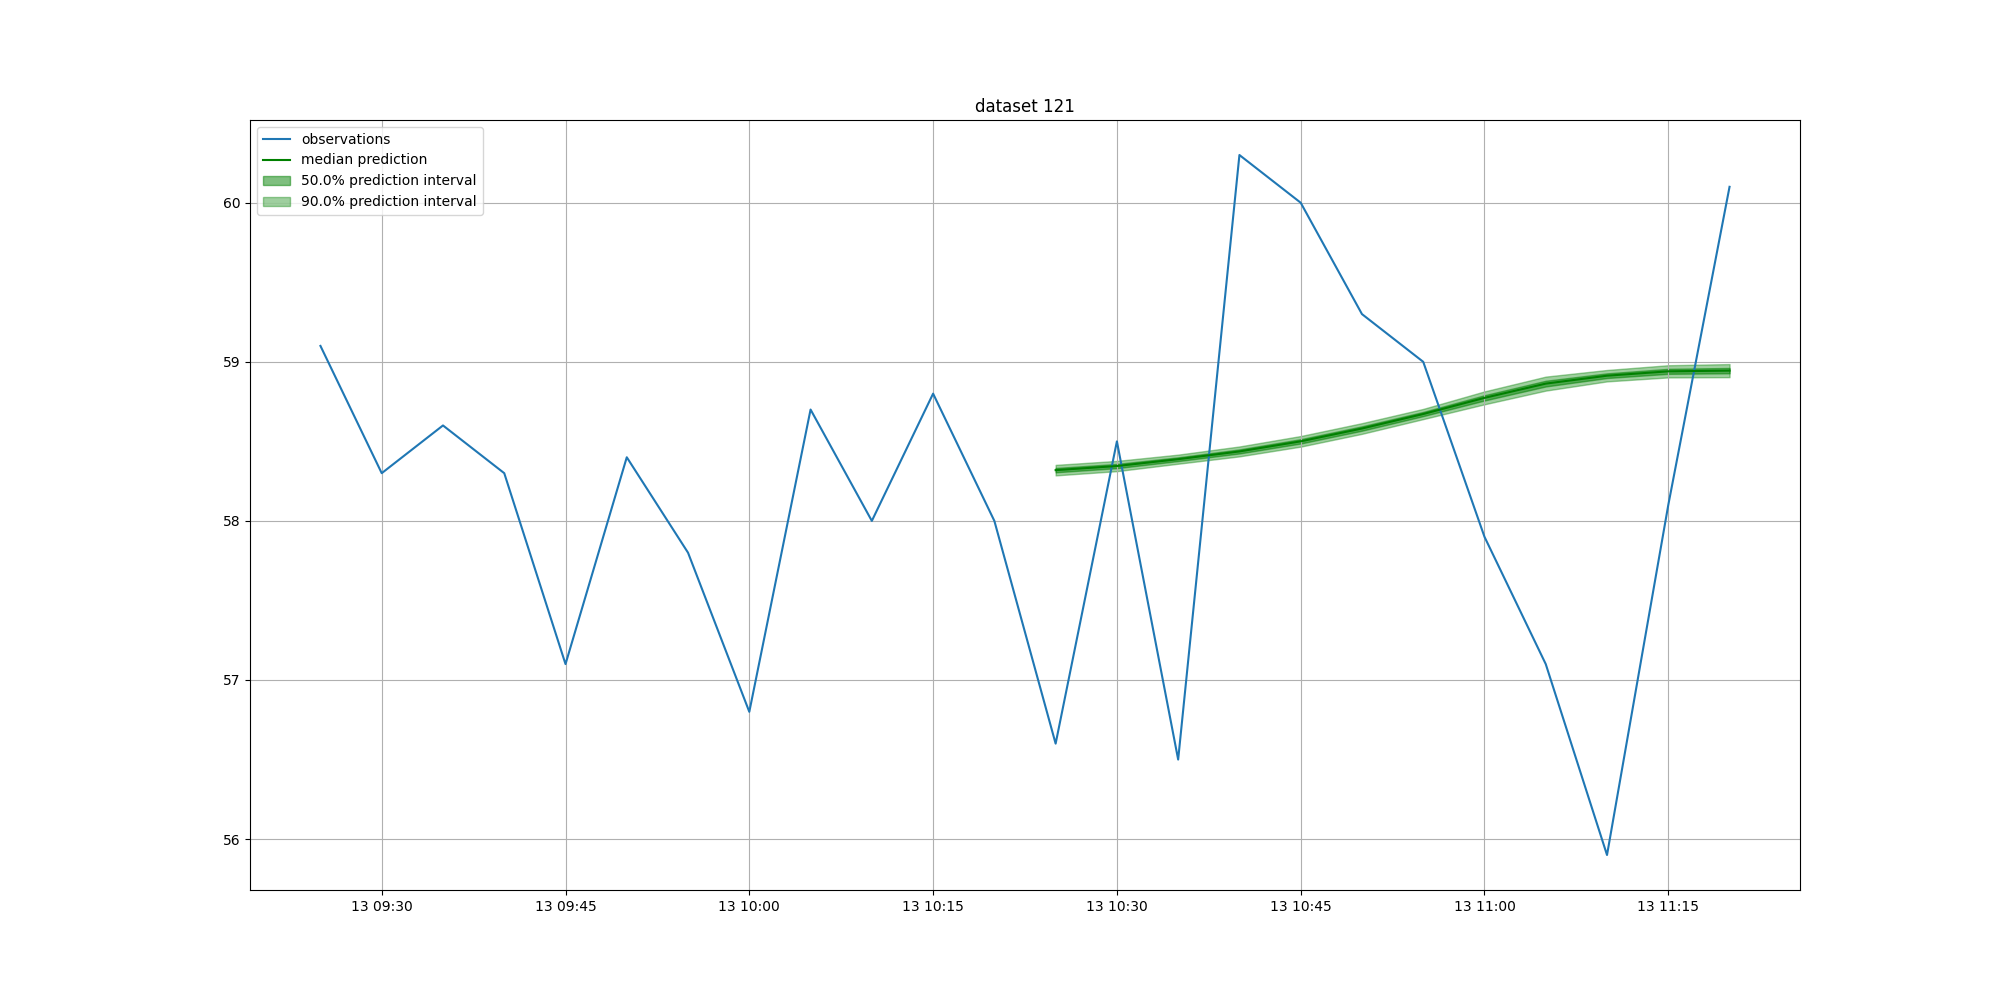 dataset 121
observations
median prediction
50.0% prediction interval
90.0% prediction interval
60
59
58
57
56
13 09:30 13 09:45 13 10:00 13 10:15 13 10:30 13 10:45 13 11:00 13 11:15